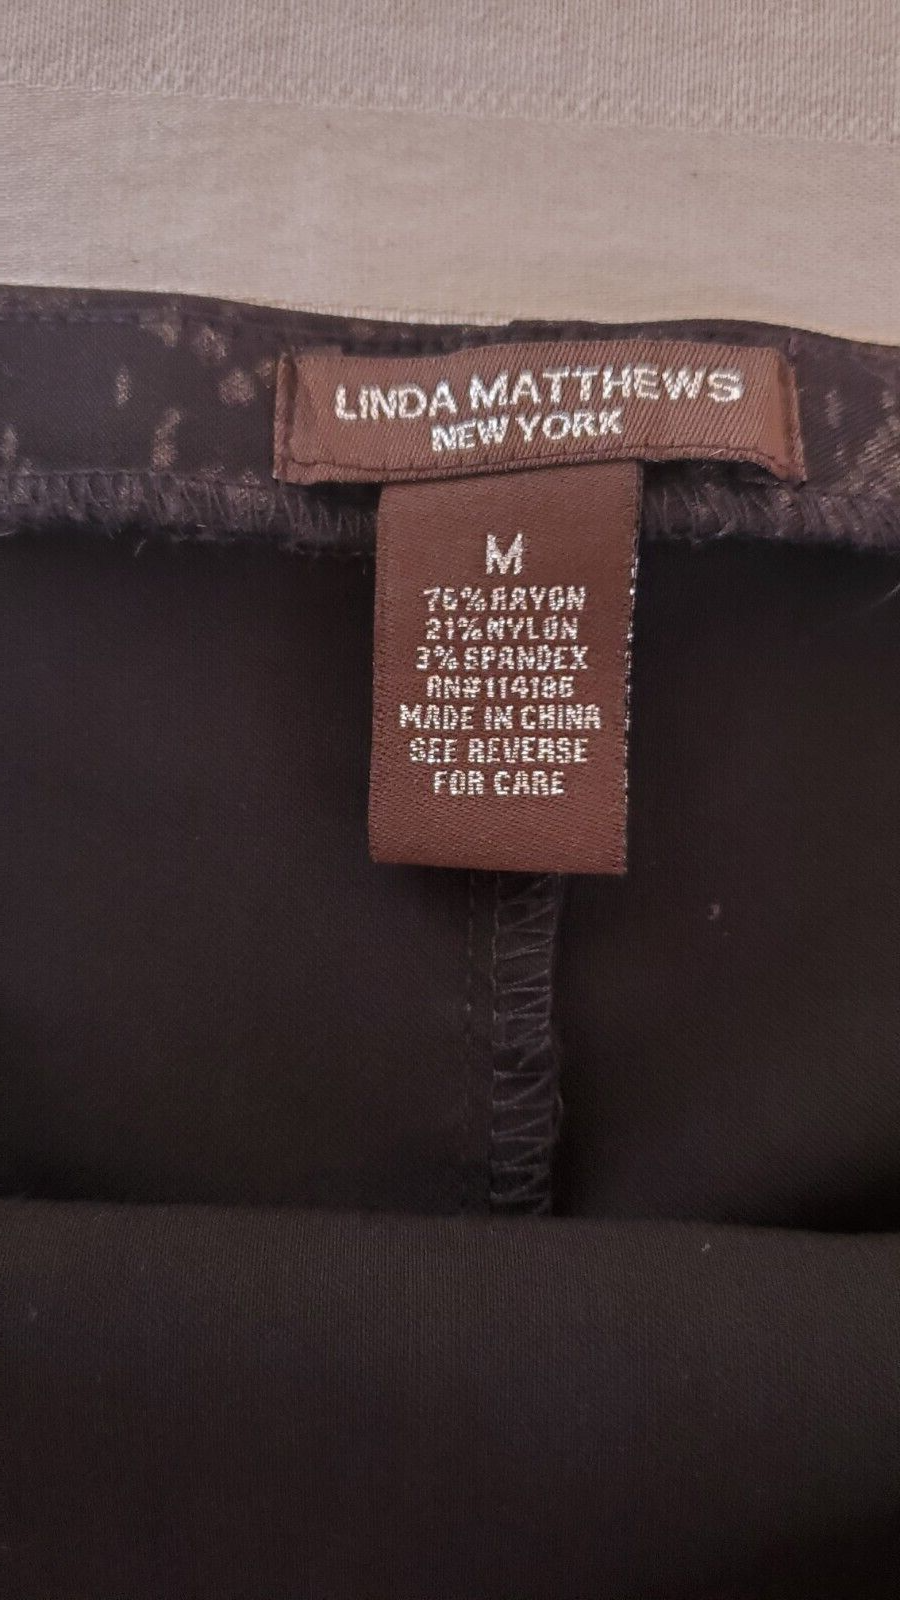 LINDA MATTHEWS
NEW YORK
M
76% RAYON
21% NYLON
3% SPANDEX
RN#114186
MADE IN CHINA
SEE REVERSE
FOR CARE